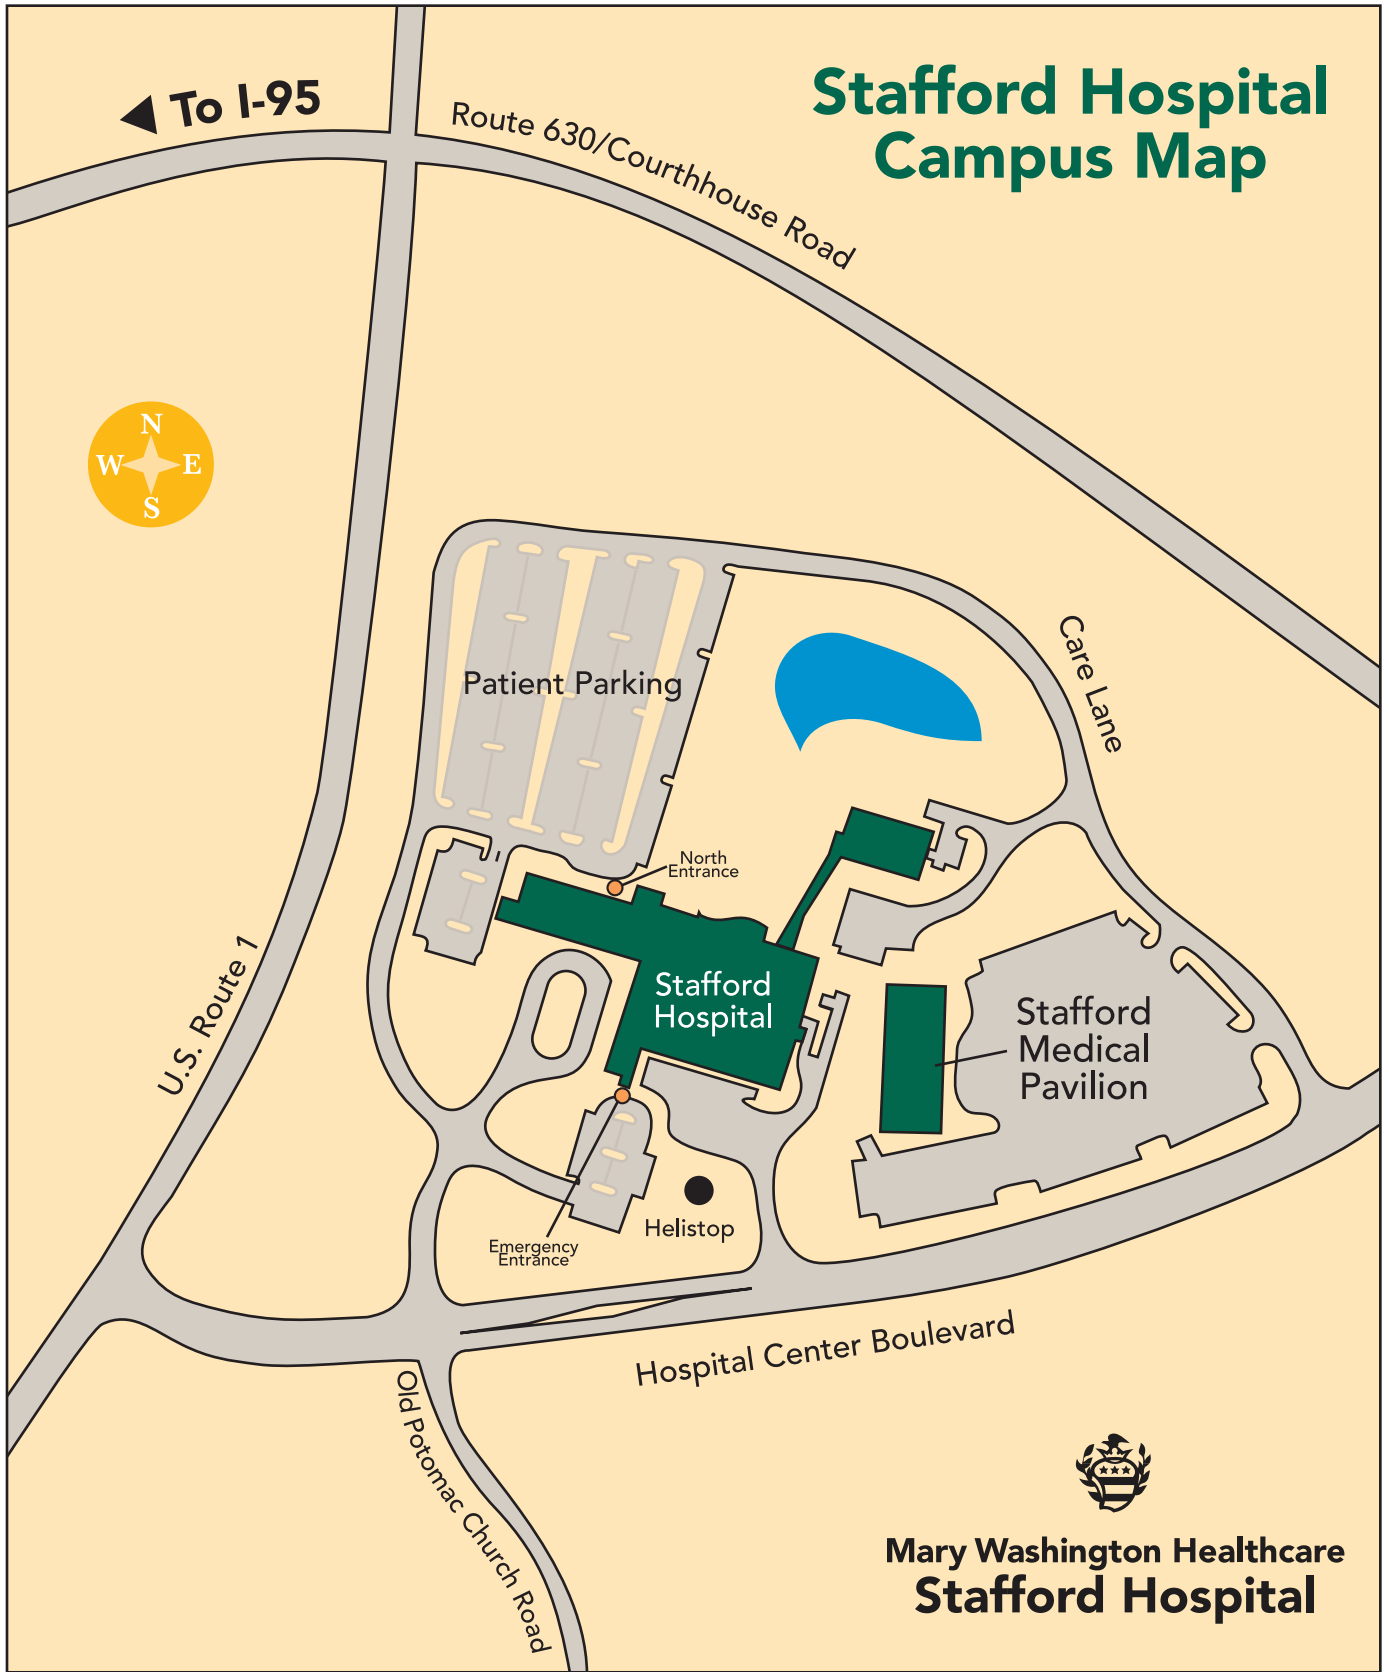 Stafford Hospital
Campus Map
To I-95
Route 630/Courthhouse Road
N
W
E
S
Care Lane
Patient Parking
North
Entrance
U.S. Route 1
Stafford
Hospital
Stafford
Medical
Pavilion
Helistop
Emergency
Entrance
Hospital Center Boulevard
Old Potomac Church Road
Mary Washington Healthcare
Stafford Hospital